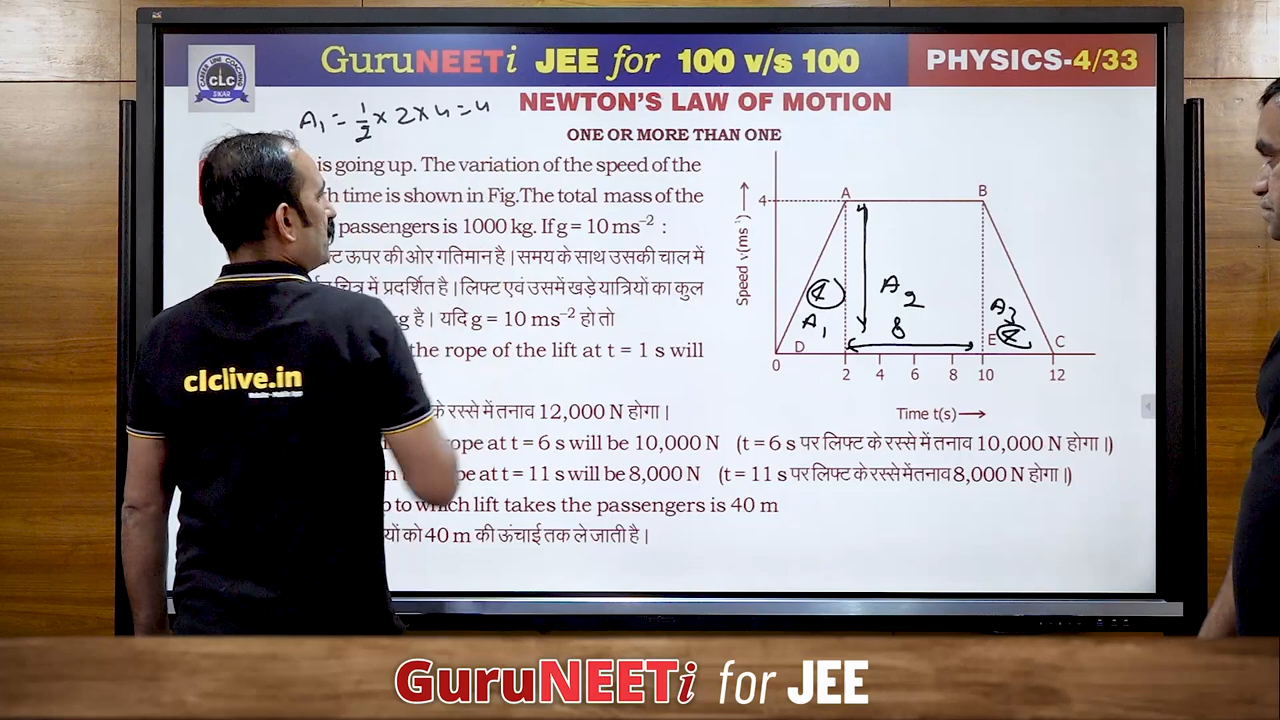 GuruNEETi JEE for 100 v/s 100
PHYSICS-4/33
CAREER LINE COACHING
CLC
SIKAR
NEWTON'S LAW OF MOTION
A₁ = 1/2 × 2 × 4 = 4
ONE OR MORE THAN ONE
is going up. The variation of the speed of the
time is shown in Fig.The total mass of the
passengers is 1000 kg. If g = 10 ms⁻² :
ऊपर की ओर गतिमान है। समय के साथ उसकी चाल में
चित्र में प्रदर्शित है। लिफ्ट एवं उसमें खड़े यात्रियों का कुल
है। यदि g = 10 ms⁻² हो तो
the rope of the lift at t = 1 s will
के रस्से में तनाव 12,000 N होगा।
at t = 6 s will be 10,000 N (t = 6 s पर लिफ्ट के रस्से में तनाव 10,000 N होगा।)
at t = 11 s will be 8,000 N (t = 11 s पर लिफ्ट के रस्से में तनाव 8,000 N होगा।)
to which lift takes the passengers is 40 m
को 40 m की ऊंचाई तक ले जाती है।
Speed v(ms⁻¹)
4
A
B
4
A₂
8
A₁
A₃
D
E
C
0 2 4 6 8 10 12
Time t(s)
clclive.in
GuruNEETi for JEE